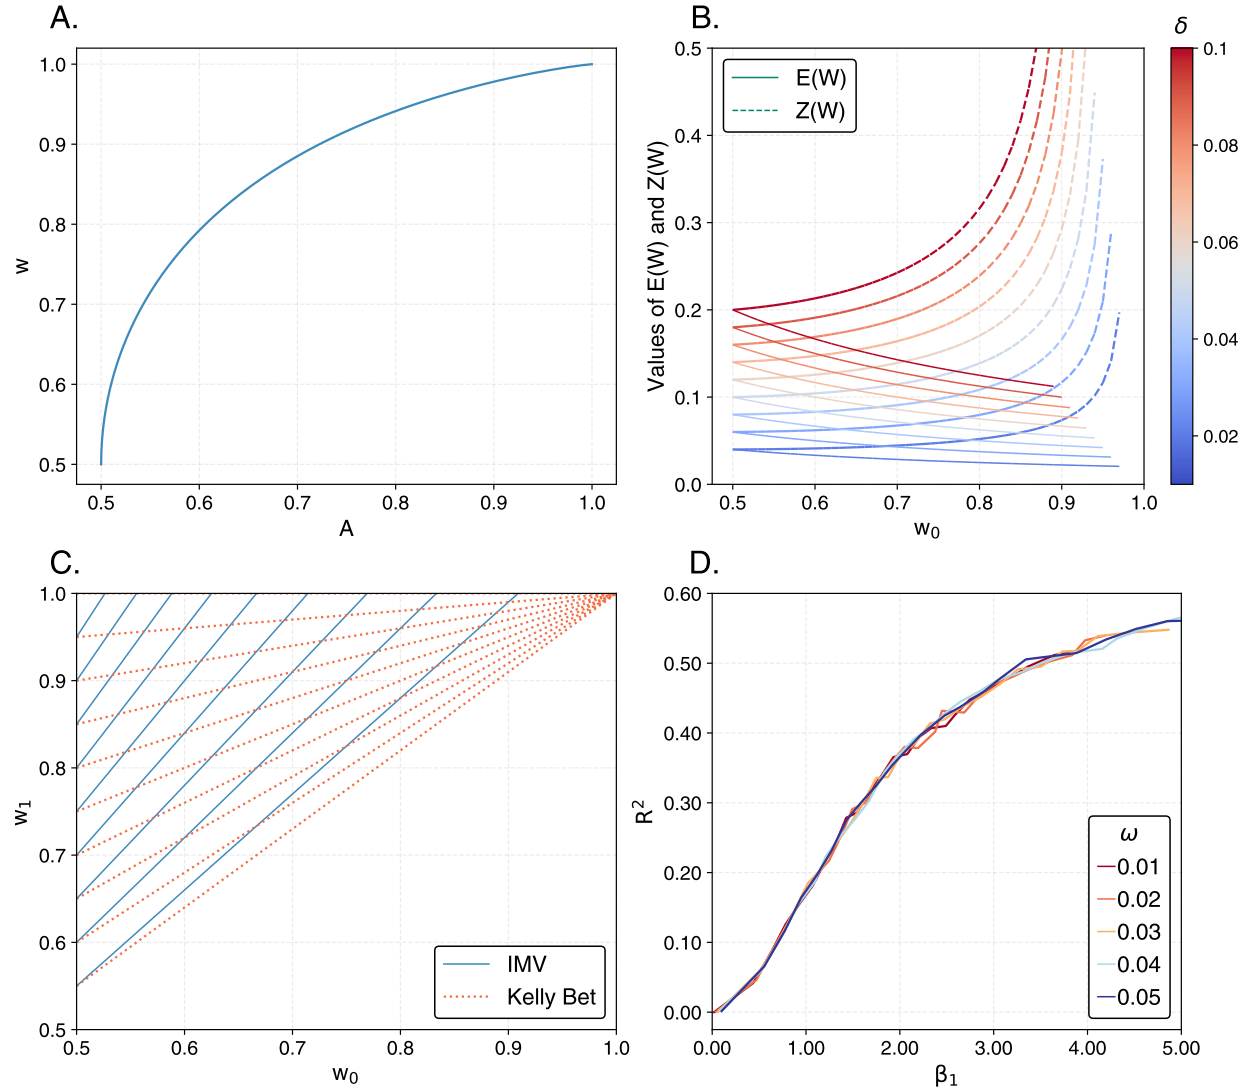 A.
1.0
0.9
0.8
0.7
0.6
0.5
w
0.5 0.6 0.7 0.8 0.9 1.0
A
B.
δ
0.5
0.4
0.3
0.2
0.1
0.0
Values of E(W) and Z(W)
E(W)
Z(W)
0.5 0.6 0.7 0.8 0.9 1.0
w₀
0.1
0.08
0.06
0.04
0.02
C.
1.0
0.9
0.8
0.7
0.6
0.5
w₁
IMV
Kelly Bet
0.5 0.6 0.7 0.8 0.9 1.0
w₀
D.
0.60
0.50
0.40
0.30
0.20
0.10
0.00
R²
ω
0.01
0.02
0.03
0.04
0.05
0.00 1.00 2.00 3.00 4.00 5.00
β₁